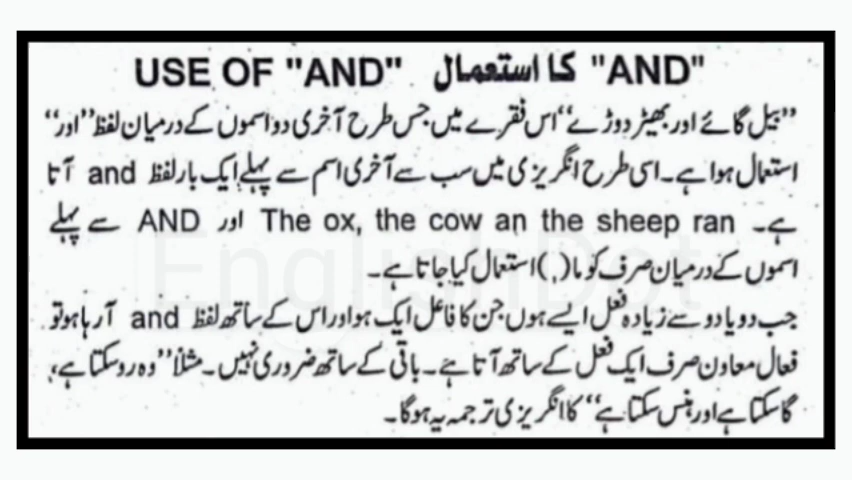 USE OF "AND" کا استعمال "AND"
”بیل گائے اور بھیڑ دوڑے“ اس فقرے میں جس طرح آخری دو اسموں کے درمیان لفظ ”اور“
استعمال ہوا ہے۔ اسی طرح انگریزی میں سب سے آخری اسم سے پہلے ایک بار لفظ and آتا
ہے۔ The ox, the cow an the sheep ran اور AND سے پہلے
اسموں کے درمیان صرف کوما (,) استعمال کیا جاتا ہے۔
جب دو یا دو سے زیادہ فعل ایسے ہوں جن کا فاعل ایک ہو اور اس کے ساتھ لفظ and آ رہا ہو تو
فعال معاون صرف ایک فعل کے ساتھ آتا ہے۔ باقی کے ساتھ ضروری نہیں۔ مثلاً ”وہ رو سکتا ہے،
گا سکتا ہے اور ہنس سکتا ہے“ کا انگریزی ترجمہ یہ ہوگا۔
EnglishDot